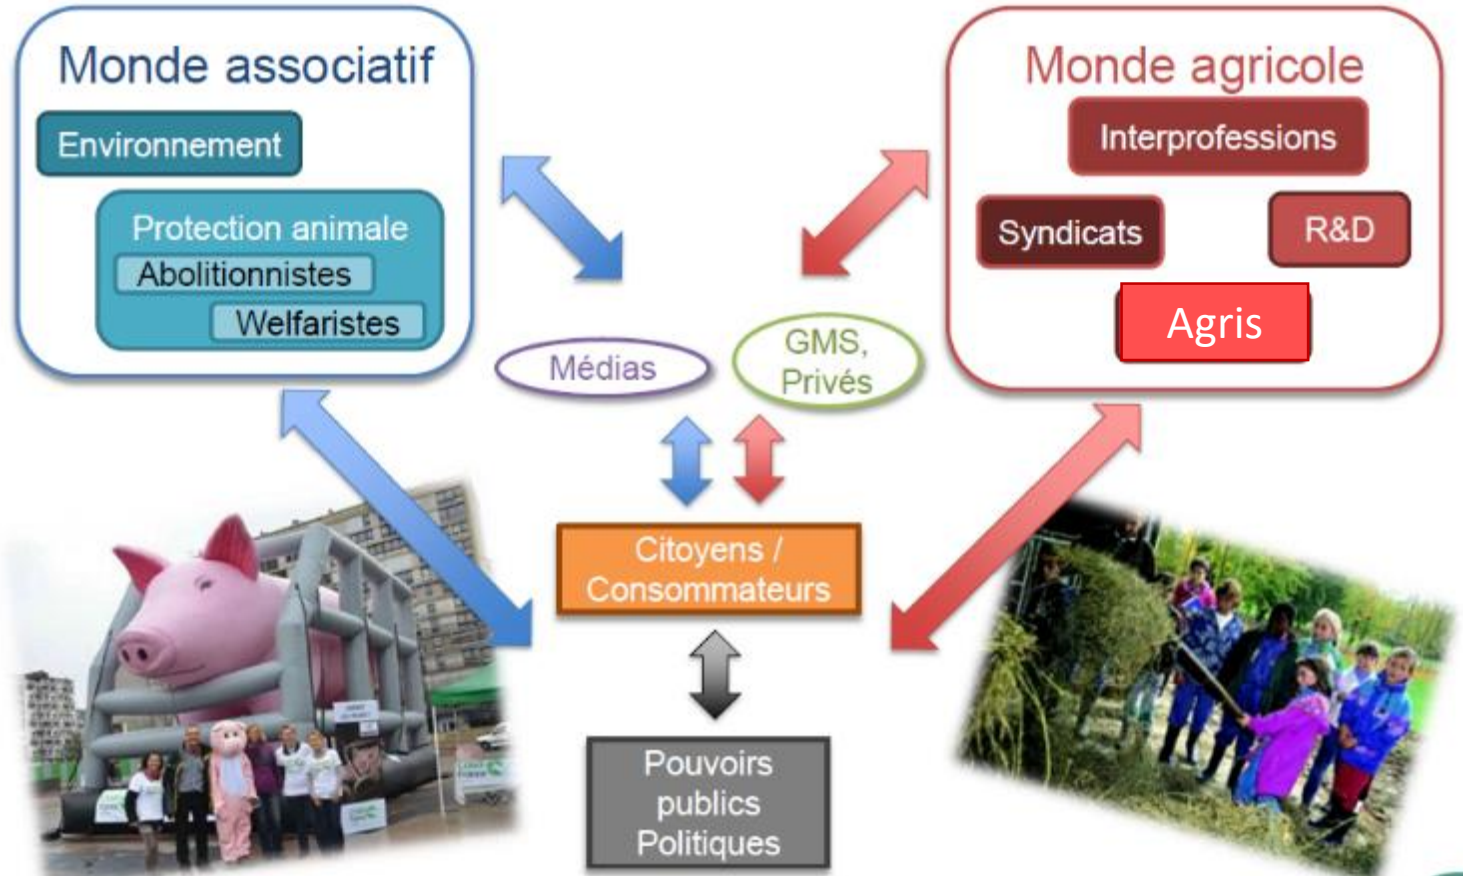 Monde associatif
Environnement
Protection animale
Abolitionnistes
Welfaristes
Monde agricole
Interprofessions
Syndicats
R&D
Agris
Médias
GMS,
Privés
Citoyens /
Consommateurs
Pouvoirs
publics
Politiques